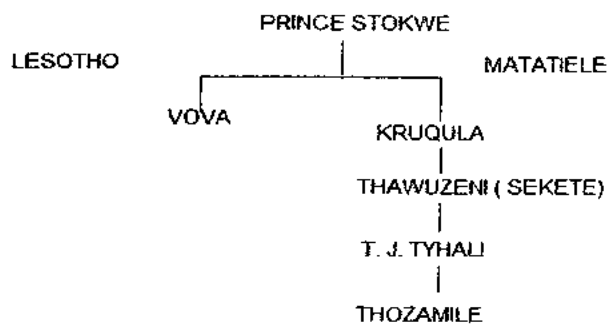 PRINCE STOKWE
LESOTHO MATATIELE
VOVA
KRUQULA
THAWUZENI ( SEKETE)
T. J. TYHALI
THOZAMILE